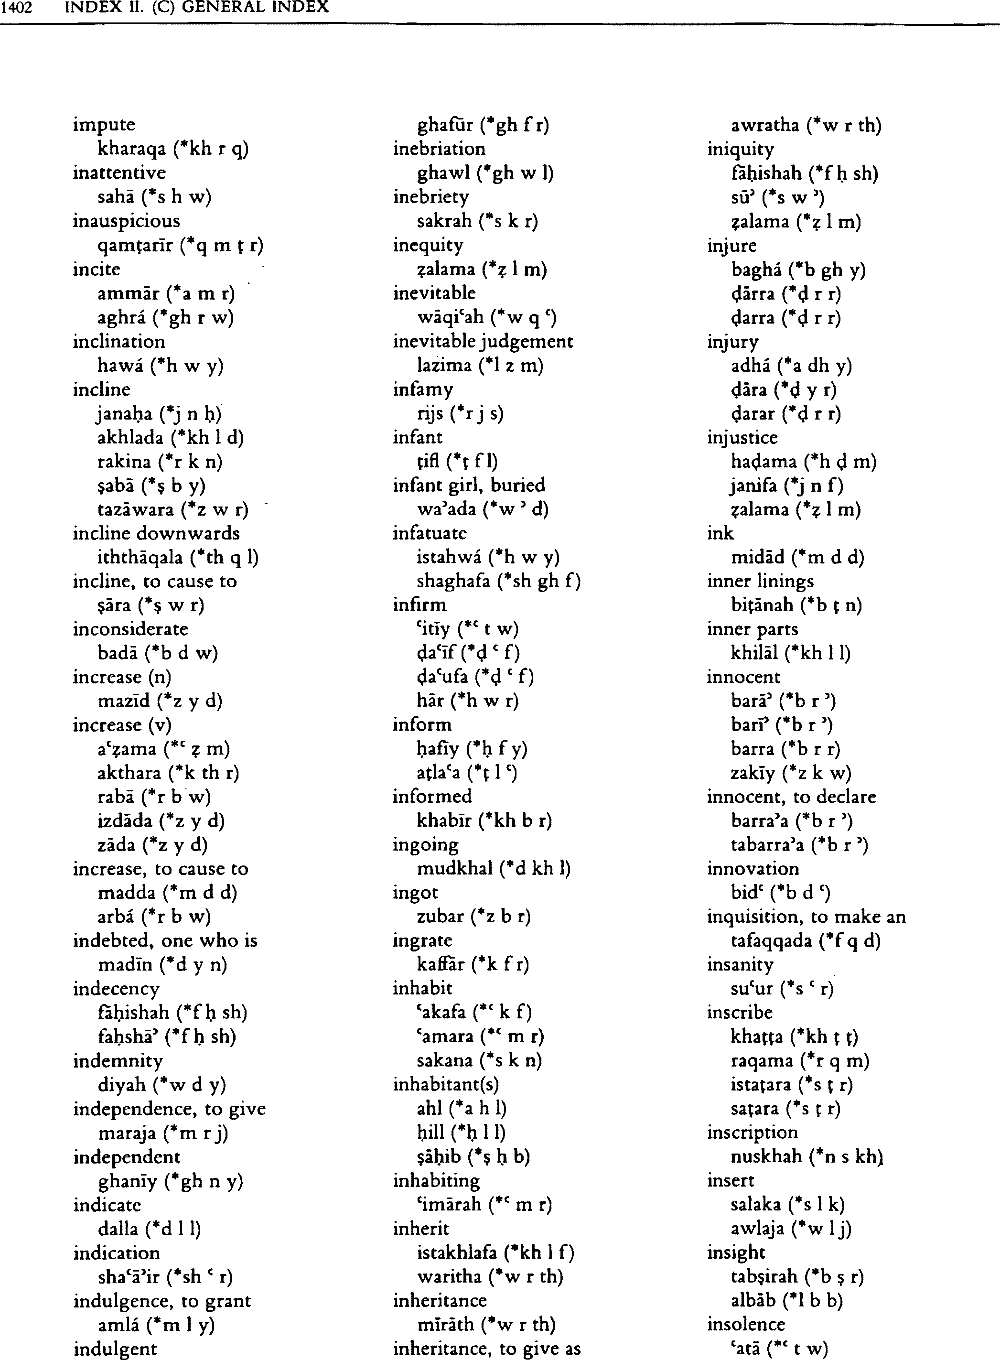 1402 INDEX II. (C) GENERAL INDEX
impute
kharaqa (*kh r q)
inattentive
sahā (*s h w)
inauspicious
qamṭarīr (*q m ṭ r)
incite
ammār (*a m r)
aghrá (*gh r w)
inclination
hawá (*h w y)
incline
janaḥa (*j n ḥ)
akhlada (*kh l d)
rakina (*r k n)
ṣabā (*ṣ b y)
tazāwara (*z w r)
incline downwards
iththāqala (*th q l)
incline, to cause to
ṣāra (*ṣ w r)
inconsiderate
badā (*b d w)
increase (n)
mazīd (*z y d)
increase (v)
aʿẓama (*ʿ ẓ m)
akthara (*k th r)
rabā (*r b w)
izdāda (*z y d)
zāda (*z y d)
increase, to cause to
madda (*m d d)
arbá (*r b w)
indebted, one who is
madīn (*d y n)
indecency
fāḥishah (*f ḥ sh)
faḥshāʾ (*f ḥ sh)
indemnity
diyah (*w d y)
independence, to give
maraja (*m r j)
independent
ghanīy (*gh n y)
indicate
dalla (*d l l)
indication
shaʿāʾir (*sh ʿ r)
indulgence, to grant
amlá (*m l y)
indulgent
ghafūr (*gh f r)
inebriation
ghawl (*gh w l)
inebriety
sakrah (*s k r)
inequity
ẓalama (*ẓ l m)
inevitable
wāqiʿah (*w q ʿ)
inevitable judgement
lazima (*l z m)
infamy
rijs (*r j s)
infant
ṭifl (*ṭ f l)
infant girl, buried
waʾada (*w ʾ d)
infatuate
istahwá (*h w y)
shaghafa (*sh gh f)
infirm
ʿitīy (*ʿ t w)
ḍaʿīf (*ḍ ʿ f)
ḍaʿufa (*ḍ ʿ f)
hār (*h w r)
inform
ḥafīy (*ḥ f y)
aṭlaʿa (*ṭ l ʿ)
informed
khabīr (*kh b r)
ingoing
mudkhal (*d kh l)
ingot
zubar (*z b r)
ingrate
kaffār (*k f r)
inhabit
ʿakafa (*ʿ k f)
ʿamara (*ʿ m r)
sakana (*s k n)
inhabitant(s)
ahl (*a h l)
ḥill (*ḥ l l)
ṣāḥib (*ṣ ḥ b)
inhabiting
ʿimārah (*ʿ m r)
inherit
istakhlafa (*kh l f)
waritha (*w r th)
inheritance
mīrāth (*w r th)
inheritance, to give as
awratha (*w r th)
iniquity
fāḥishah (*f ḥ sh)
sūʾ (*s w ʾ)
ẓalama (*ẓ l m)
injure
baghá (*b gh y)
ḍārra (*ḍ r r)
ḍarra (*ḍ r r)
injury
adhá (*a dh y)
ḍāra (*ḍ y r)
ḍarar (*ḍ r r)
injustice
haḍama (*h ḍ m)
janifa (*j n f)
ẓalama (*ẓ l m)
ink
midād (*m d d)
inner linings
biṭānah (*b ṭ n)
inner parts
khilāl (*kh l l)
innocent
barāʾ (*b r ʾ)
barīʾ (*b r ʾ)
barra (*b r r)
zakīy (*z k w)
innocent, to declare
barraʾa (*b r ʾ)
tabarraʾa (*b r ʾ)
innovation
bidʿ (*b d ʿ)
inquisition, to make an
tafaqqada (*f q d)
insanity
suʿur (*s ʿ r)
inscribe
khaṭṭa (*kh ṭ ṭ)
raqama (*r q m)
istaṭara (*s ṭ r)
saṭara (*s ṭ r)
inscription
nuskhah (*n s kh)
insert
salaka (*s l k)
awlaja (*w l j)
insight
tabṣirah (*b ṣ r)
albāb (*l b b)
insolence
ʿatā (*ʿ t w)